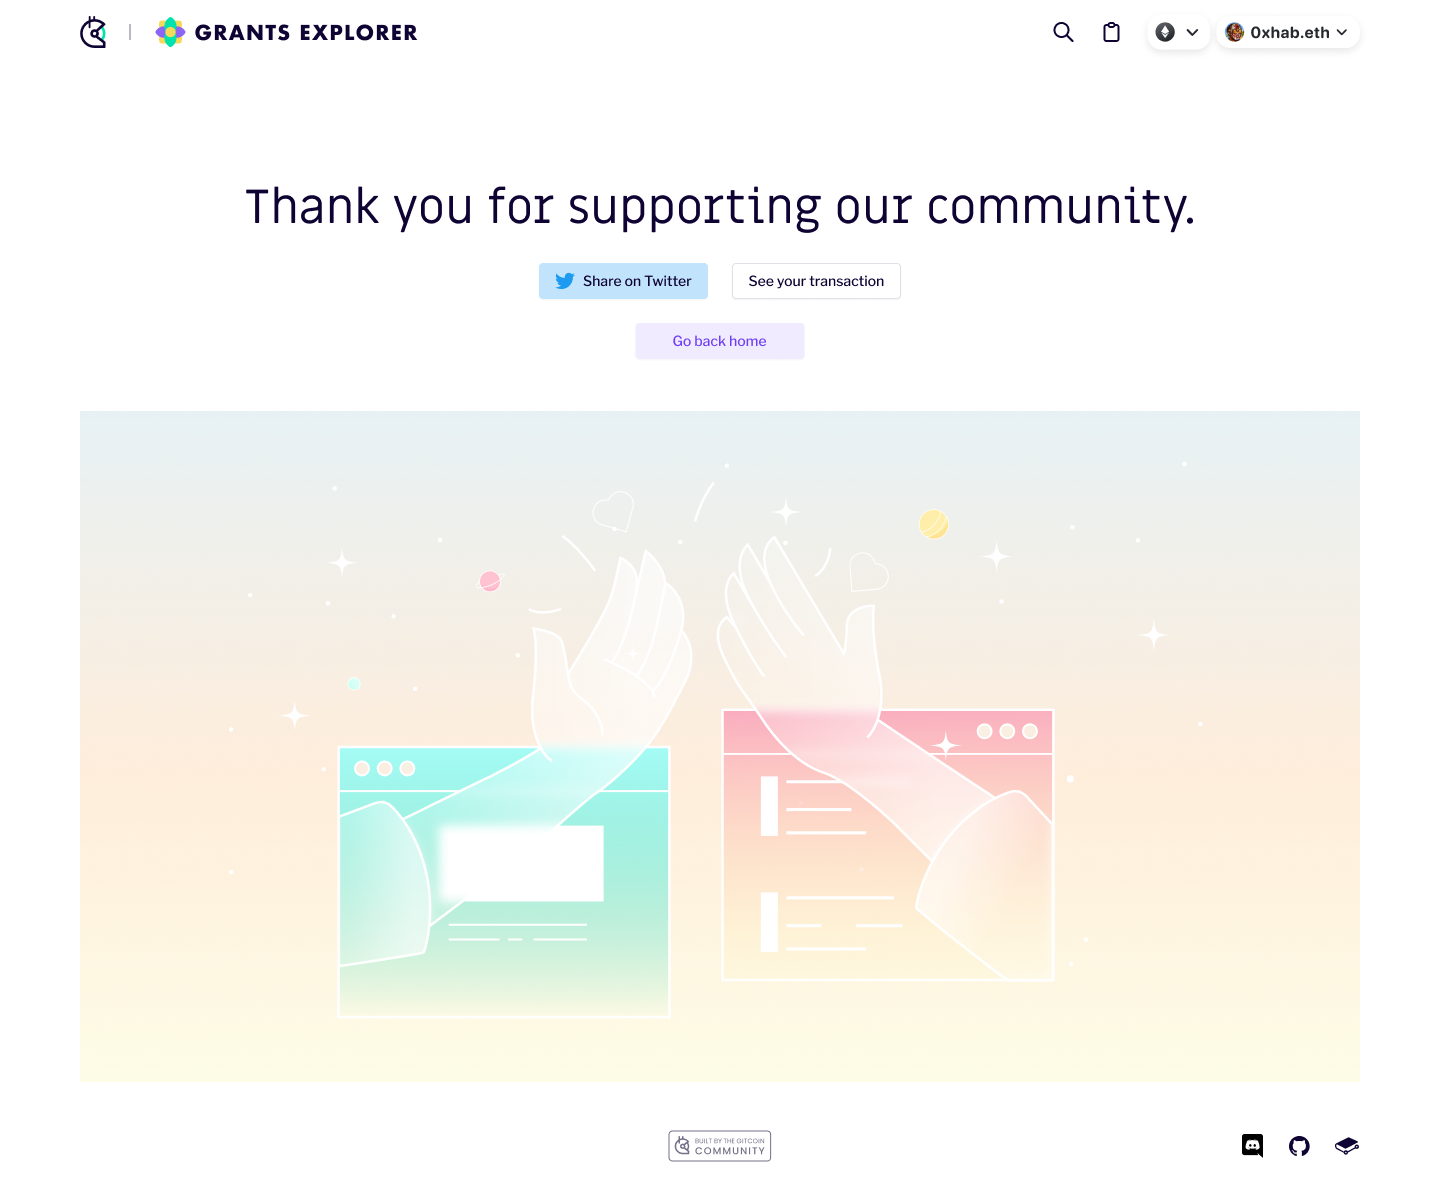 GRANTS EXPLORER
0xhab.eth
Thank you for supporting our community.
Share on Twitter
See your transaction
Go back home
BUILT BY THE GITCOIN
COMMUNITY